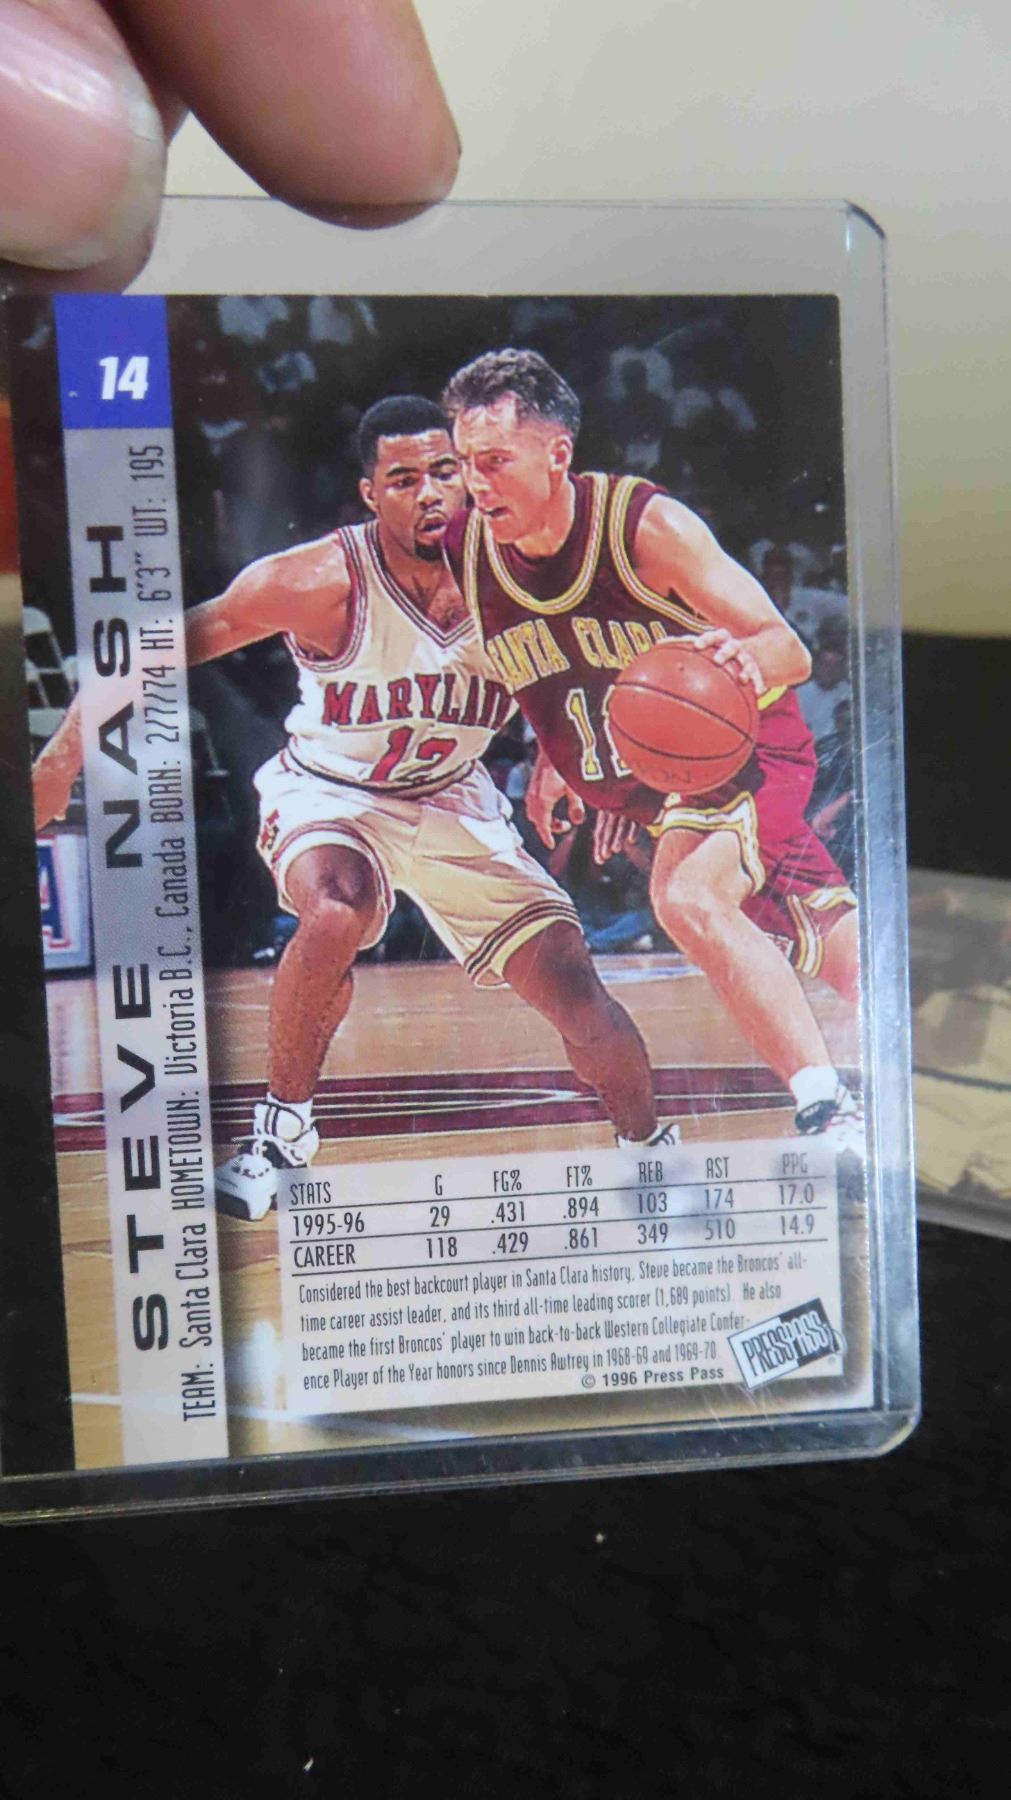 14
STEVE NASH
TEAM: Santa Clara HOMETOWN: Victoria B.C., Canada BORN: 2/7/74 HT: 6'3" WT: 195
MARYLAND
12
SANTA CLARA
11
STATS G FG% FT% REB AST PPG
1995-96 29 .431 .894 103 174 17.0
CAREER 118 .429 .861 349 510 14.9
Considered the best backcourt player in Santa Clara history, Steve became the Broncos' all-
time career assist leader, and its third all-time leading scorer (1,689 points). He also
became the first Broncos' player to win back-to-back Western Collegiate Confer-
ence Player of the Year honors since Dennis Awtrey in 1968-69 and 1969-70.
© 1996 Press Pass
PRESS PASS